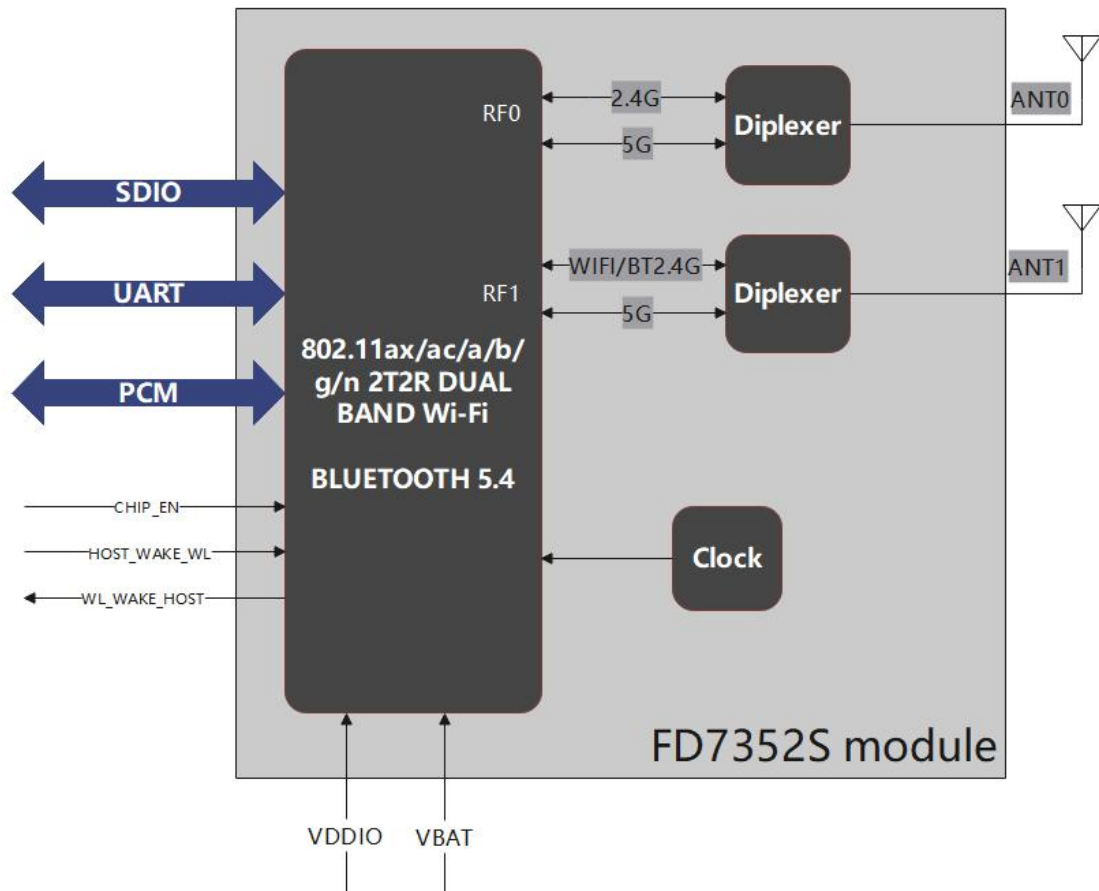 RF0
2.4G
5G
Diplexer
ANT0
SDIO
UART
PCM
RF1
WIFI/BT2.4G
5G
Diplexer
ANT1
802.11ax/ac/a/b/
g/n 2T2R DUAL
BAND Wi-Fi
BLUETOOTH 5.4
CHIP_EN
HOST_WAKE_WL
WL_WAKE_HOST
Clock
FD7352S module
VDDIO
VBAT